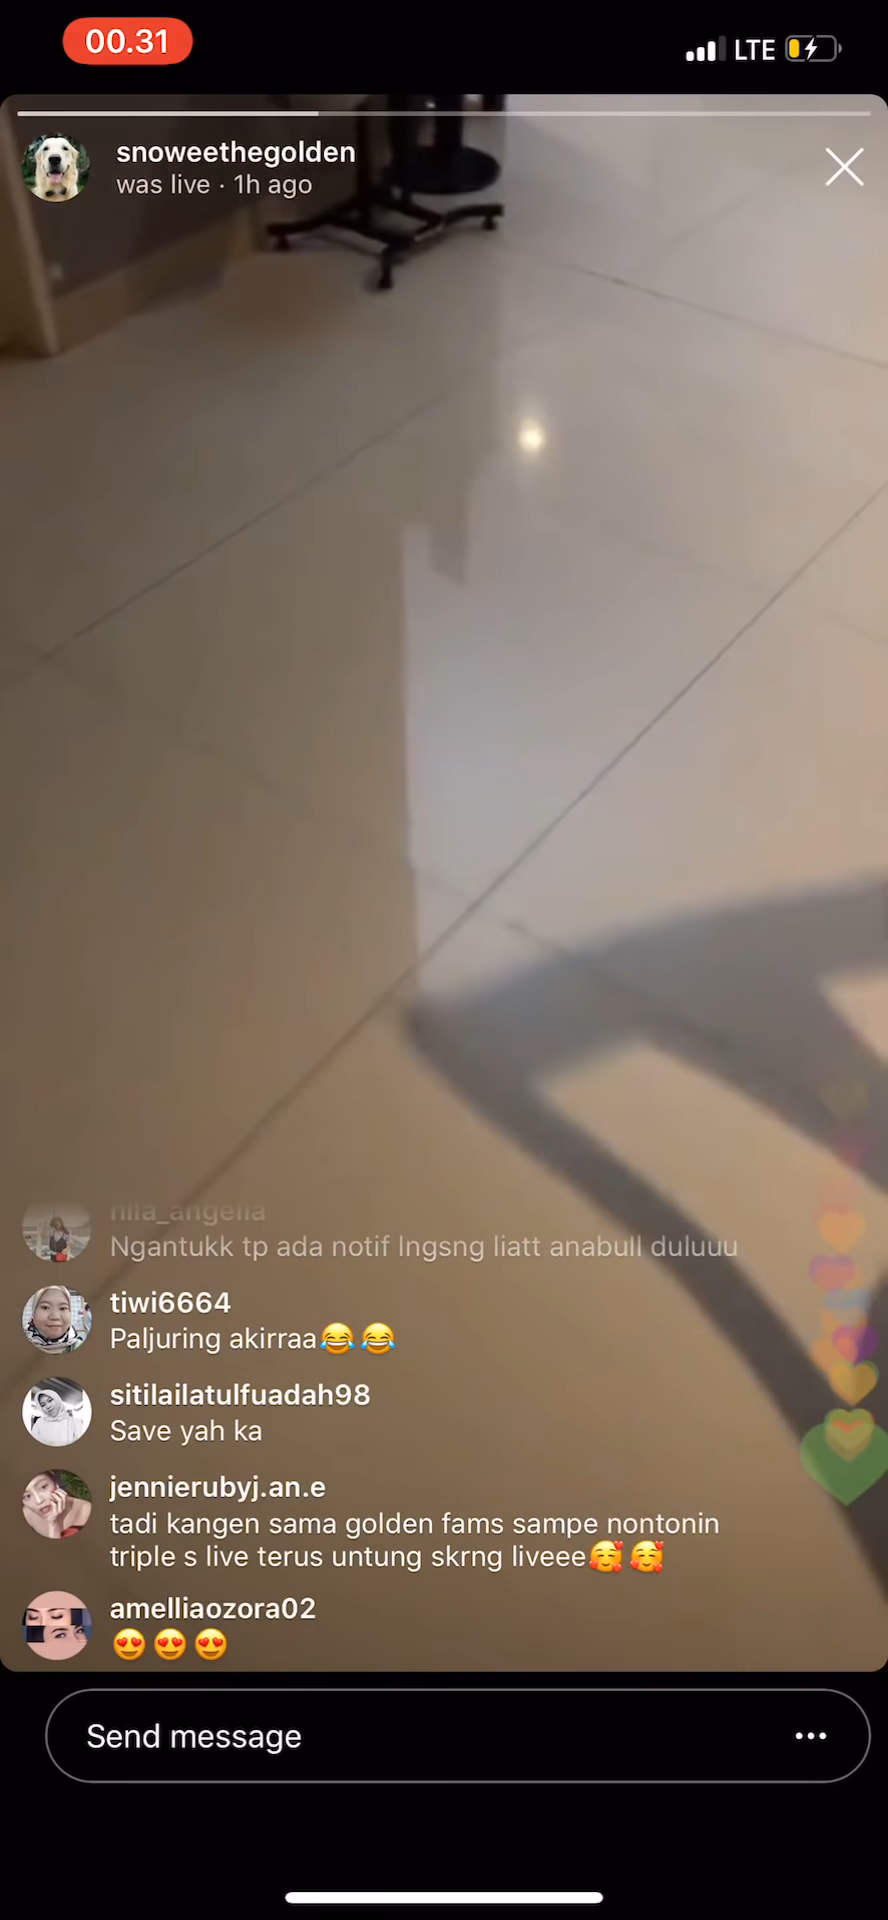 00.31
LTE
snoweethegolden
was live · 1h ago
nila_angelia
Ngantukk tp ada notif lngsng liatt anabull duluuu
tiwi6664
Paljuring akirraa😂😂
sitilailatulfuadah98
Save yah ka
jennierubyj.an.e
tadi kangen sama golden fams sampe nontonin
triple s live terus untung skrng liveee🥰🥰
amelliaozora02
😍😍😍
Send message